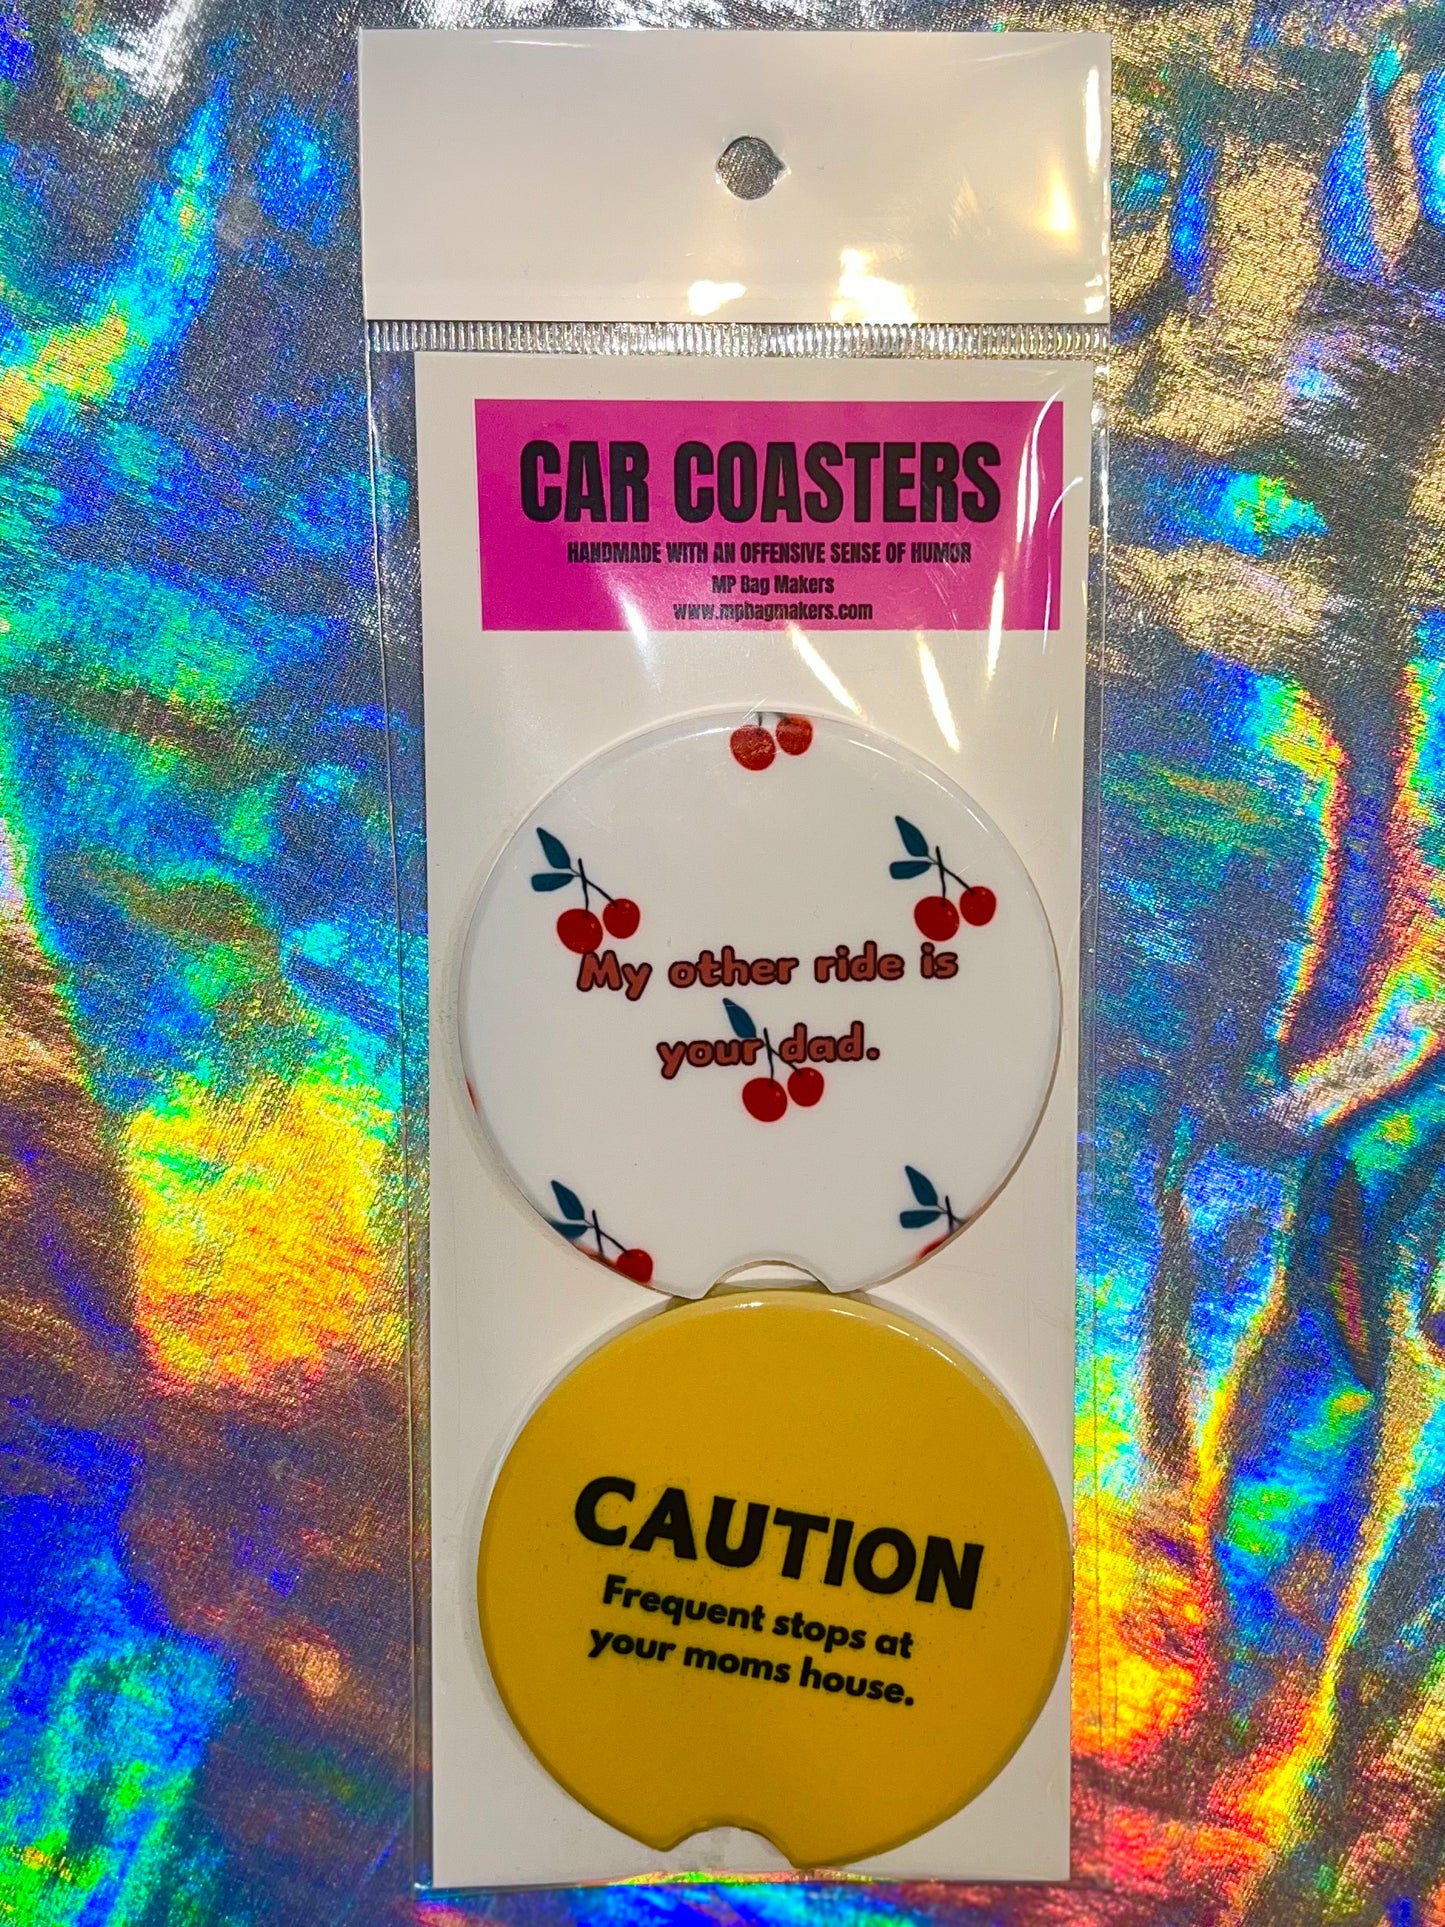 CAR COASTERS
HANDMADE WITH AN OFFENSIVE SENSE OF HUMOR
MP Bag Makers
www.mpbagmakers.com
My other ride is
your dad.
CAUTION
Frequent stops at
your moms house.